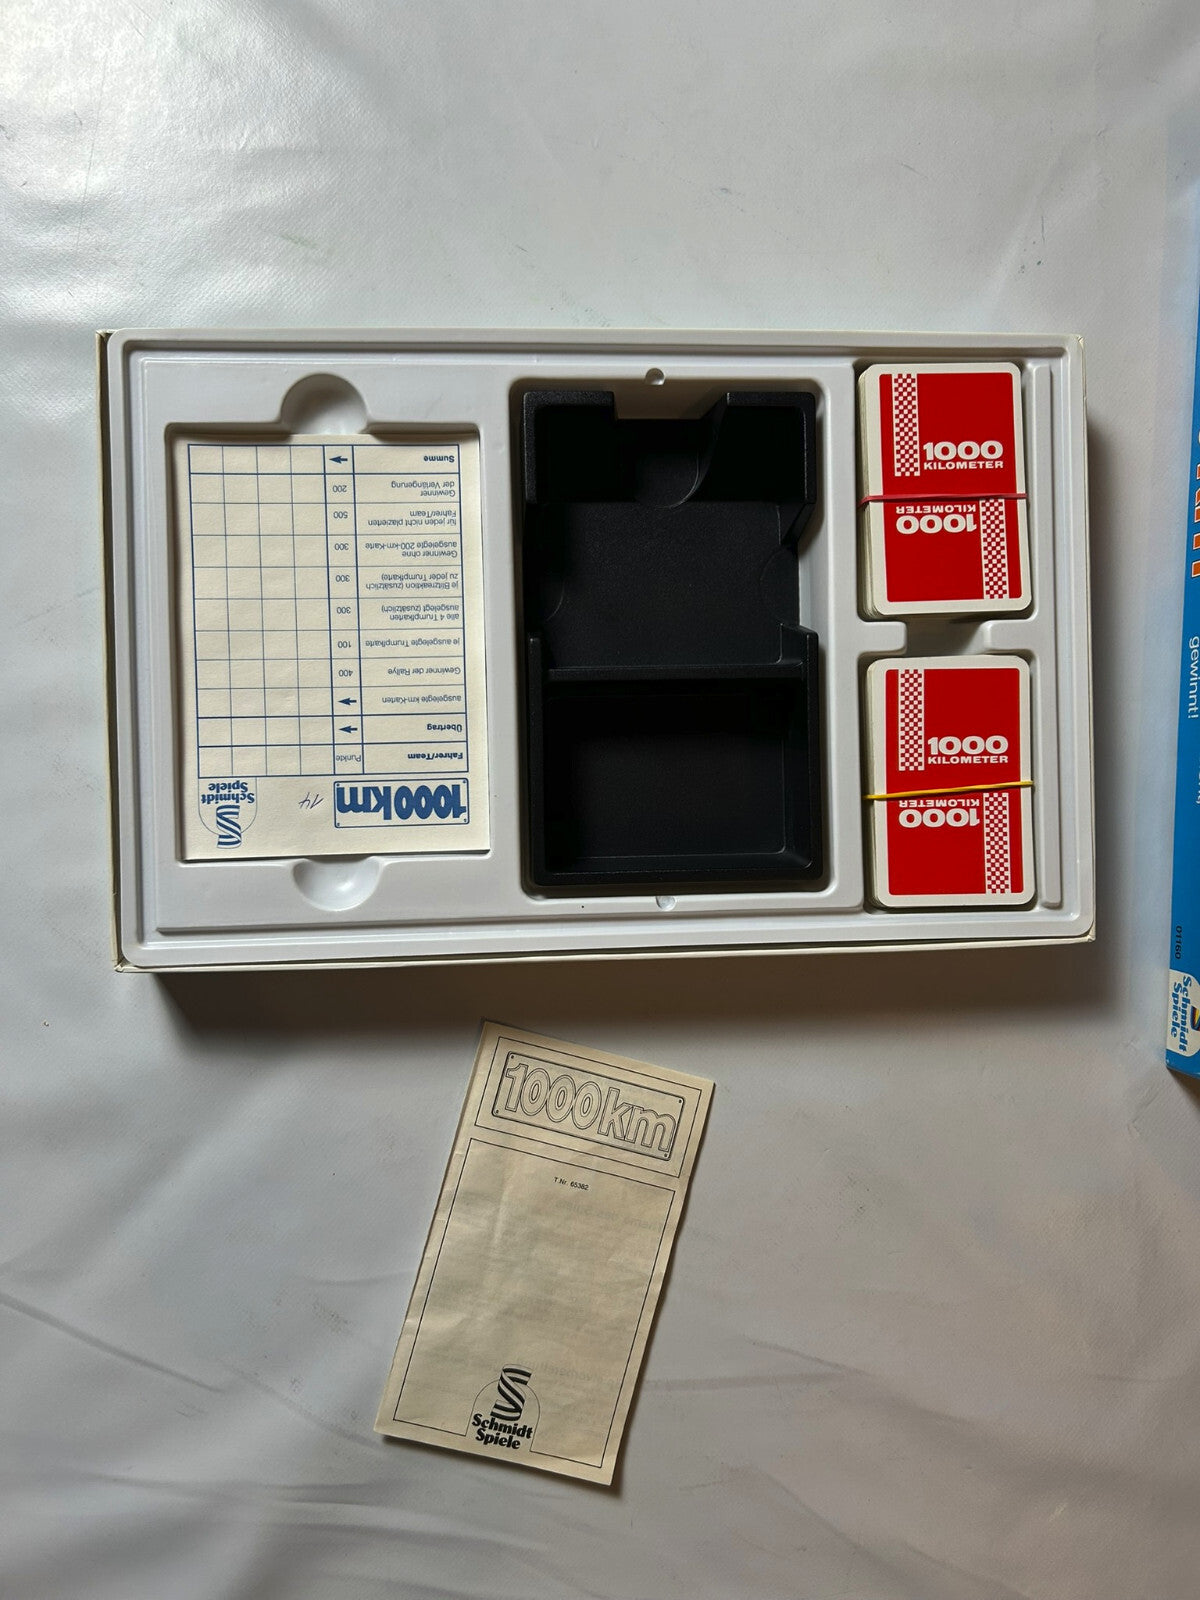 1000km
14
Schmidt
Spiele
Fahrer/Team
Punkte
Übertrag
ausgelegte km-Karten
Gewinner der Rallye
400
je ausgelegte Trumpfkarte
100
alle 4 Trumpfkarten
ausgelegt (zusätzlich)
300
je Blitzreaktion (zusätzlich
zu jeder Trumpfkarte)
300
Gewinner ohne
ausgelegte 200-km-Karte
300
für jeden nicht plazierten
Fahrer/Team
500
Gewinner
der Verlängerung
200
Summe
1000
KILOMETER
1000
KILOMETER
1000
KILOMETER
1000
KILOMETER
gewinnt!
01160
Schmidt
Spiele
1000km
T.Nr. 65382
Schmidt
Spiele